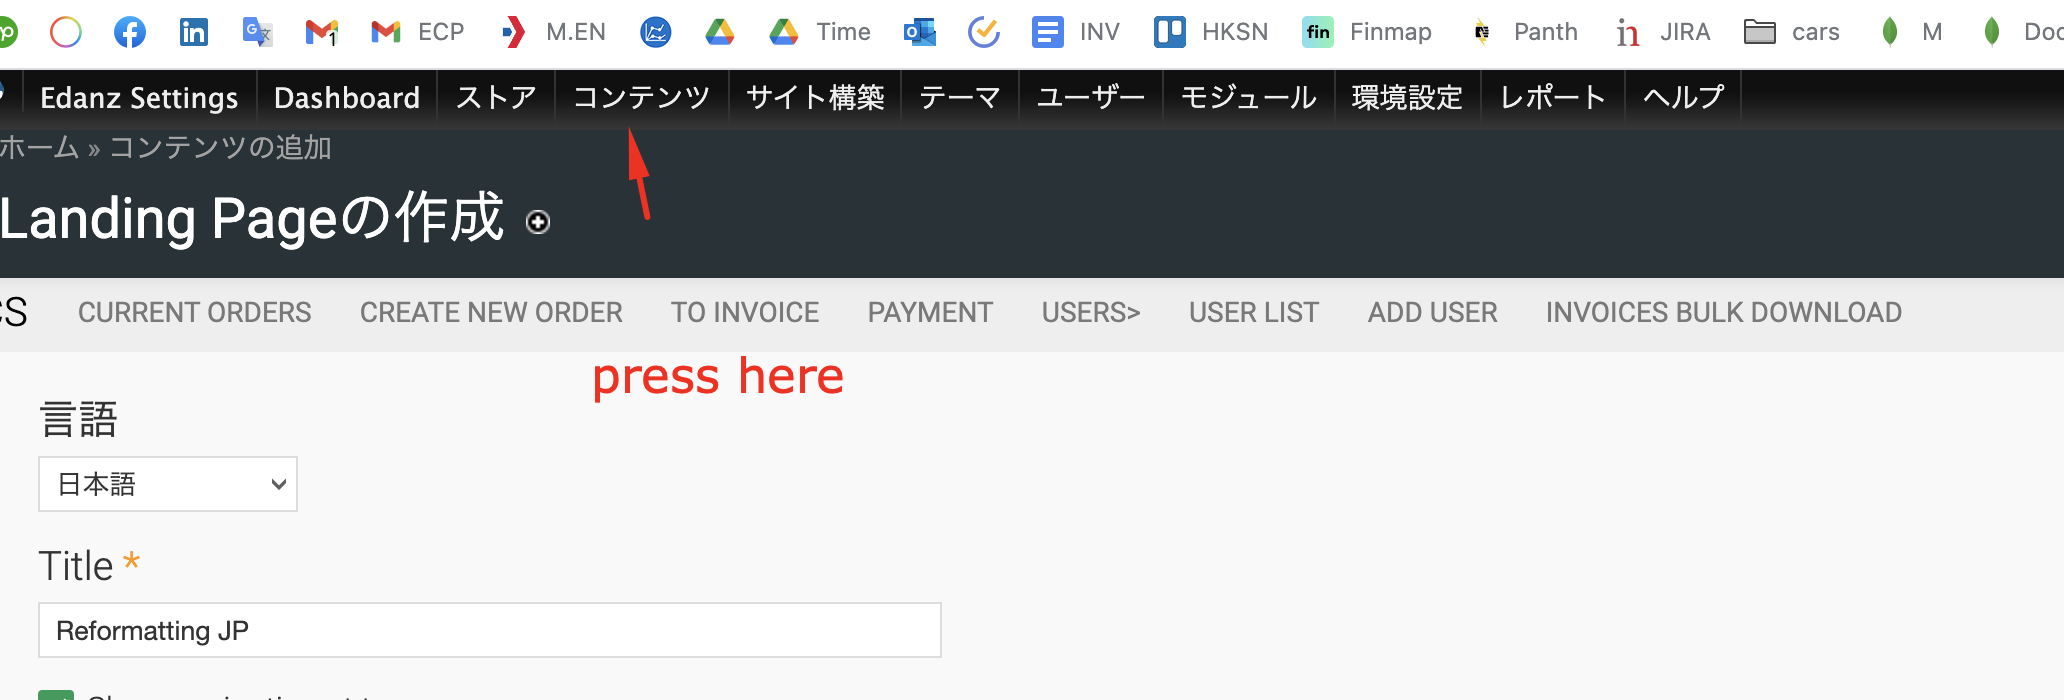 ECP M.EN Time INV HKSN fin Finmap Panth in JIRA cars M
Edanz Settings Dashboard ストア コンテンツ サイト構築 テーマ ユーザー モジュール 環境設定 レポート ヘルプ
ホーム » コンテンツの追加
Landing Pageの作成
CURRENT ORDERS CREATE NEW ORDER TO INVOICE PAYMENT USERS> USER LIST ADD USER INVOICES BULK DOWNLOAD
press here
言語
日本語
Title *
Reformatting JP